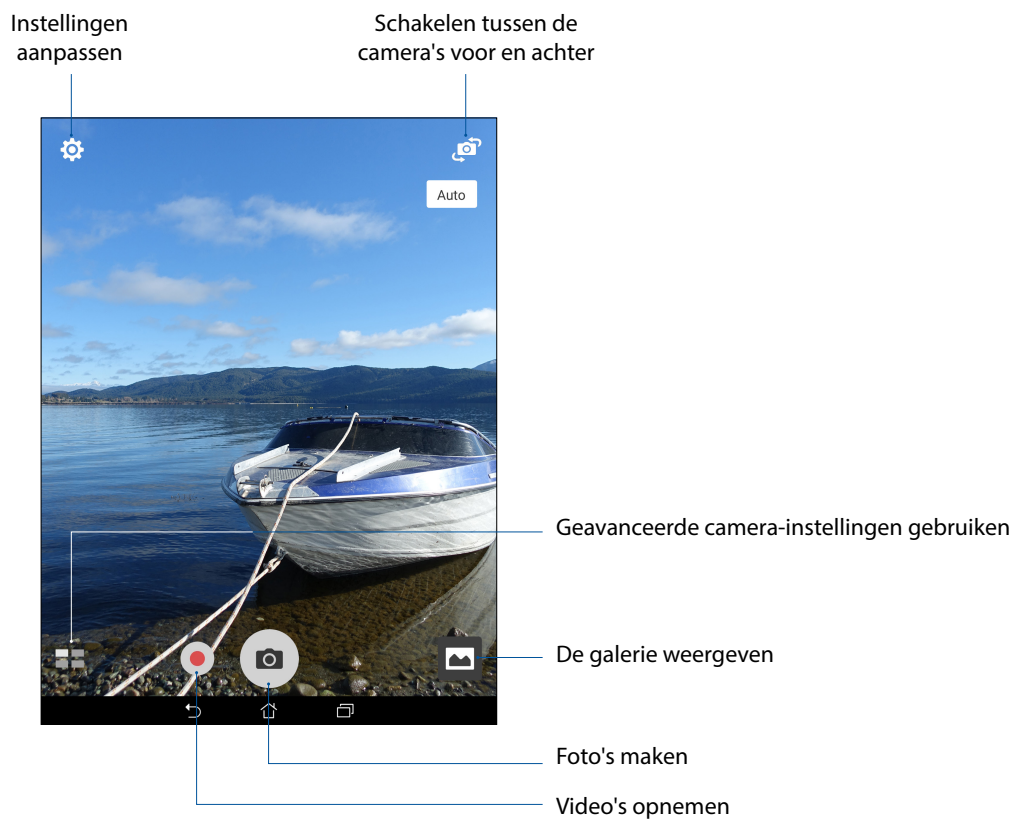 Instellingen
aanpassen
Schakelen tussen de
camera's voor en achter
Auto
Geavanceerde camera-instellingen gebruiken
De galerie weergeven
Foto's maken
Video's opnemen